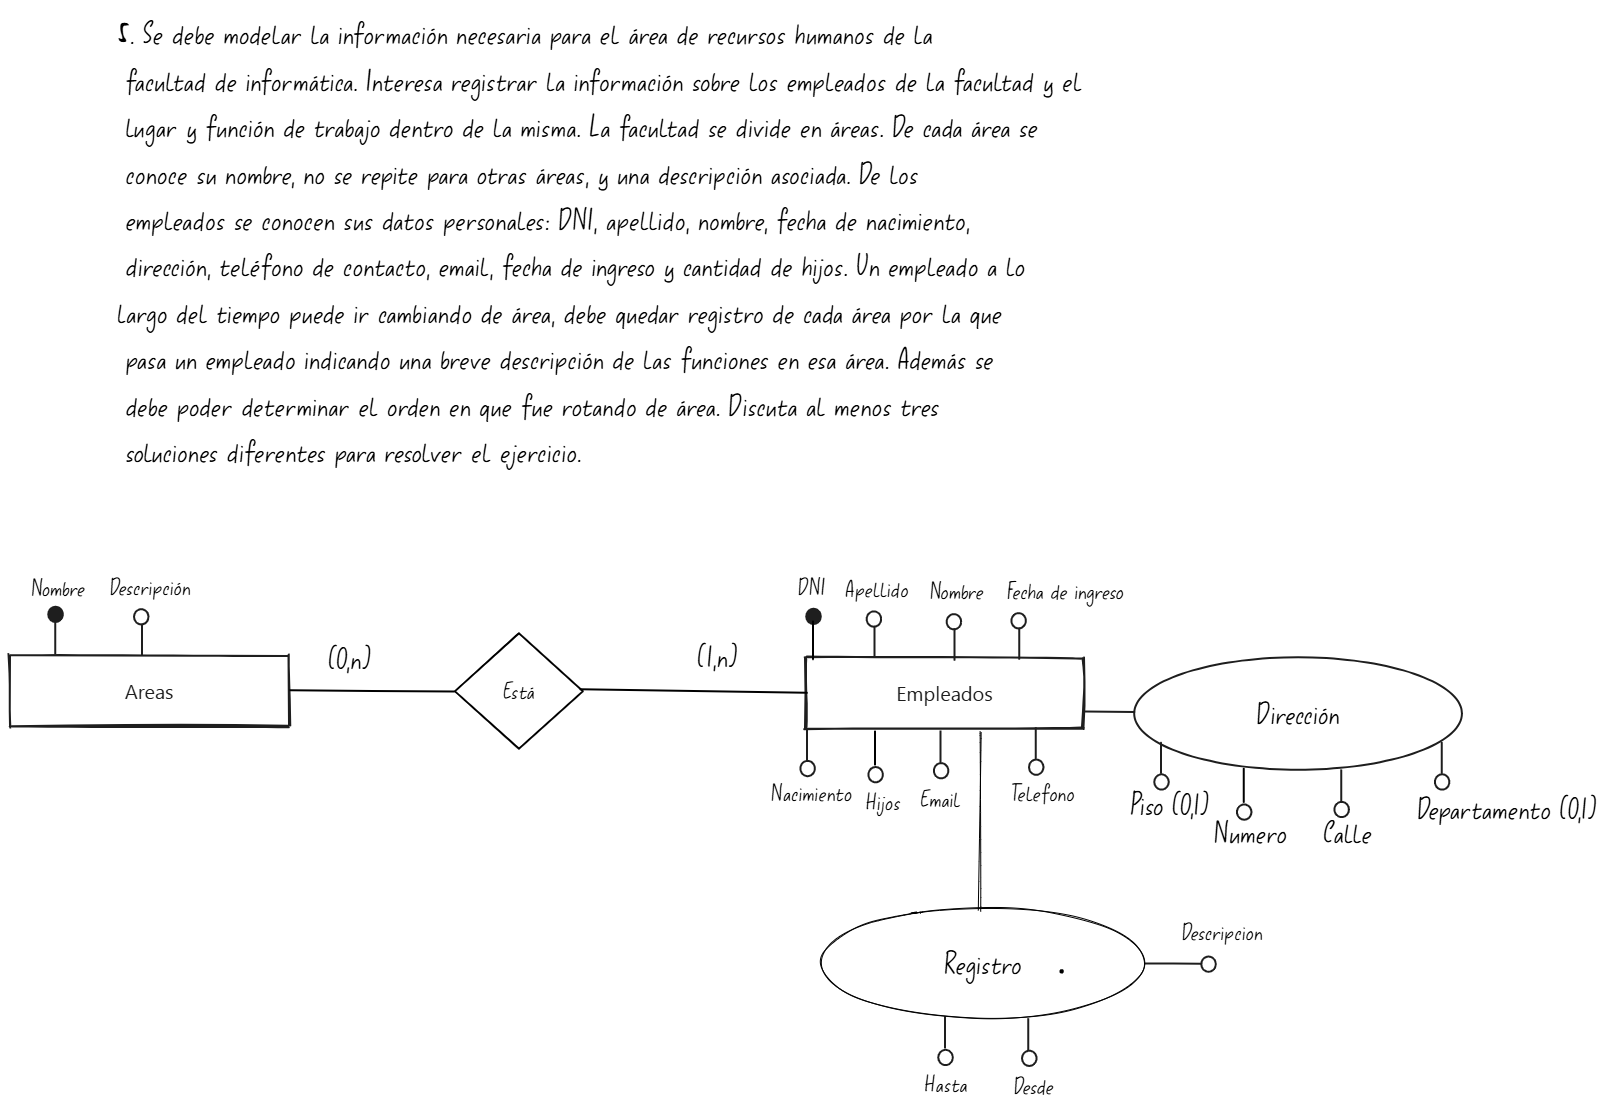 5. Se debe modelar la información necesaria para el área de recursos humanos de la
facultad de informática. Interesa registrar la información sobre los empleados de la facultad y el
lugar y función de trabajo dentro de la misma. La facultad se divide en áreas. De cada área se
conoce su nombre, no se repite para otras áreas, y una descripción asociada. De los
empleados se conocen sus datos personales: DNI, apellido, nombre, fecha de nacimiento,
dirección, teléfono de contacto, email, fecha de ingreso y cantidad de hijos. Un empleado a lo
largo del tiempo puede ir cambiando de área, debe quedar registro de cada área por la que
pasa un empleado indicando una breve descripción de las funciones en esa área. Además se
debe poder determinar el orden en que fue rotando de área. Discuta al menos tres
soluciones diferentes para resolver el ejercicio.
Nombre Descripción
DNI Apellido Nombre Fecha de ingreso
(0,n) (1,n)
Areas Está Empleados Dirección
Nacimiento Hijos Email Telefono
Piso (0,1) Numero Calle Departamento (0,1)
Descripcion
Registro .
Hasta Desde